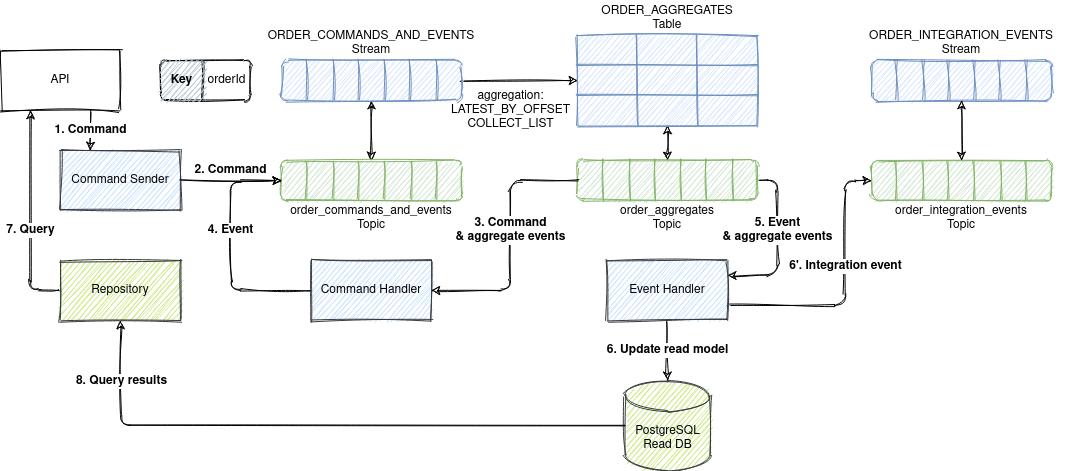 ORDER_AGGREGATES
Table
ORDER_COMMANDS_AND_EVENTS
Stream
ORDER_INTEGRATION_EVENTS
Stream
API
Key
orderId
aggregation:
LATEST_BY_OFFSET
COLLECT_LIST
1. Command
Command Sender
2. Command
order_commands_and_events
Topic
order_aggregates
Topic
order_integration_events
Topic
7. Query
4. Event
3. Command
& aggregate events
5. Event
& aggregate events
6'. Integration event
Repository
Command Handler
Event Handler
6. Update read model
8. Query results
PostgreSQL
Read DB